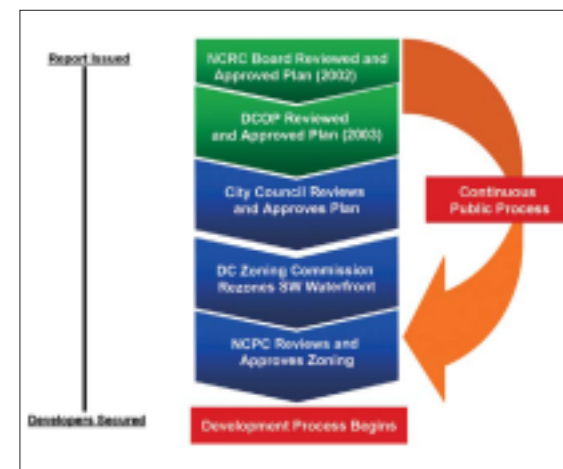 Report Issued
NCRC Board Reviewed and
Approved Plan (2002)
DCOP Reviewed
and Approved Plan (2003)
City Council Reviews
and Approves Plan
Continuous
Public Process
DC Zoning Commission
Rezones SW Waterfront
NCPC Reviews and
Approves Zoning
Developers Secured
Development Process Begins